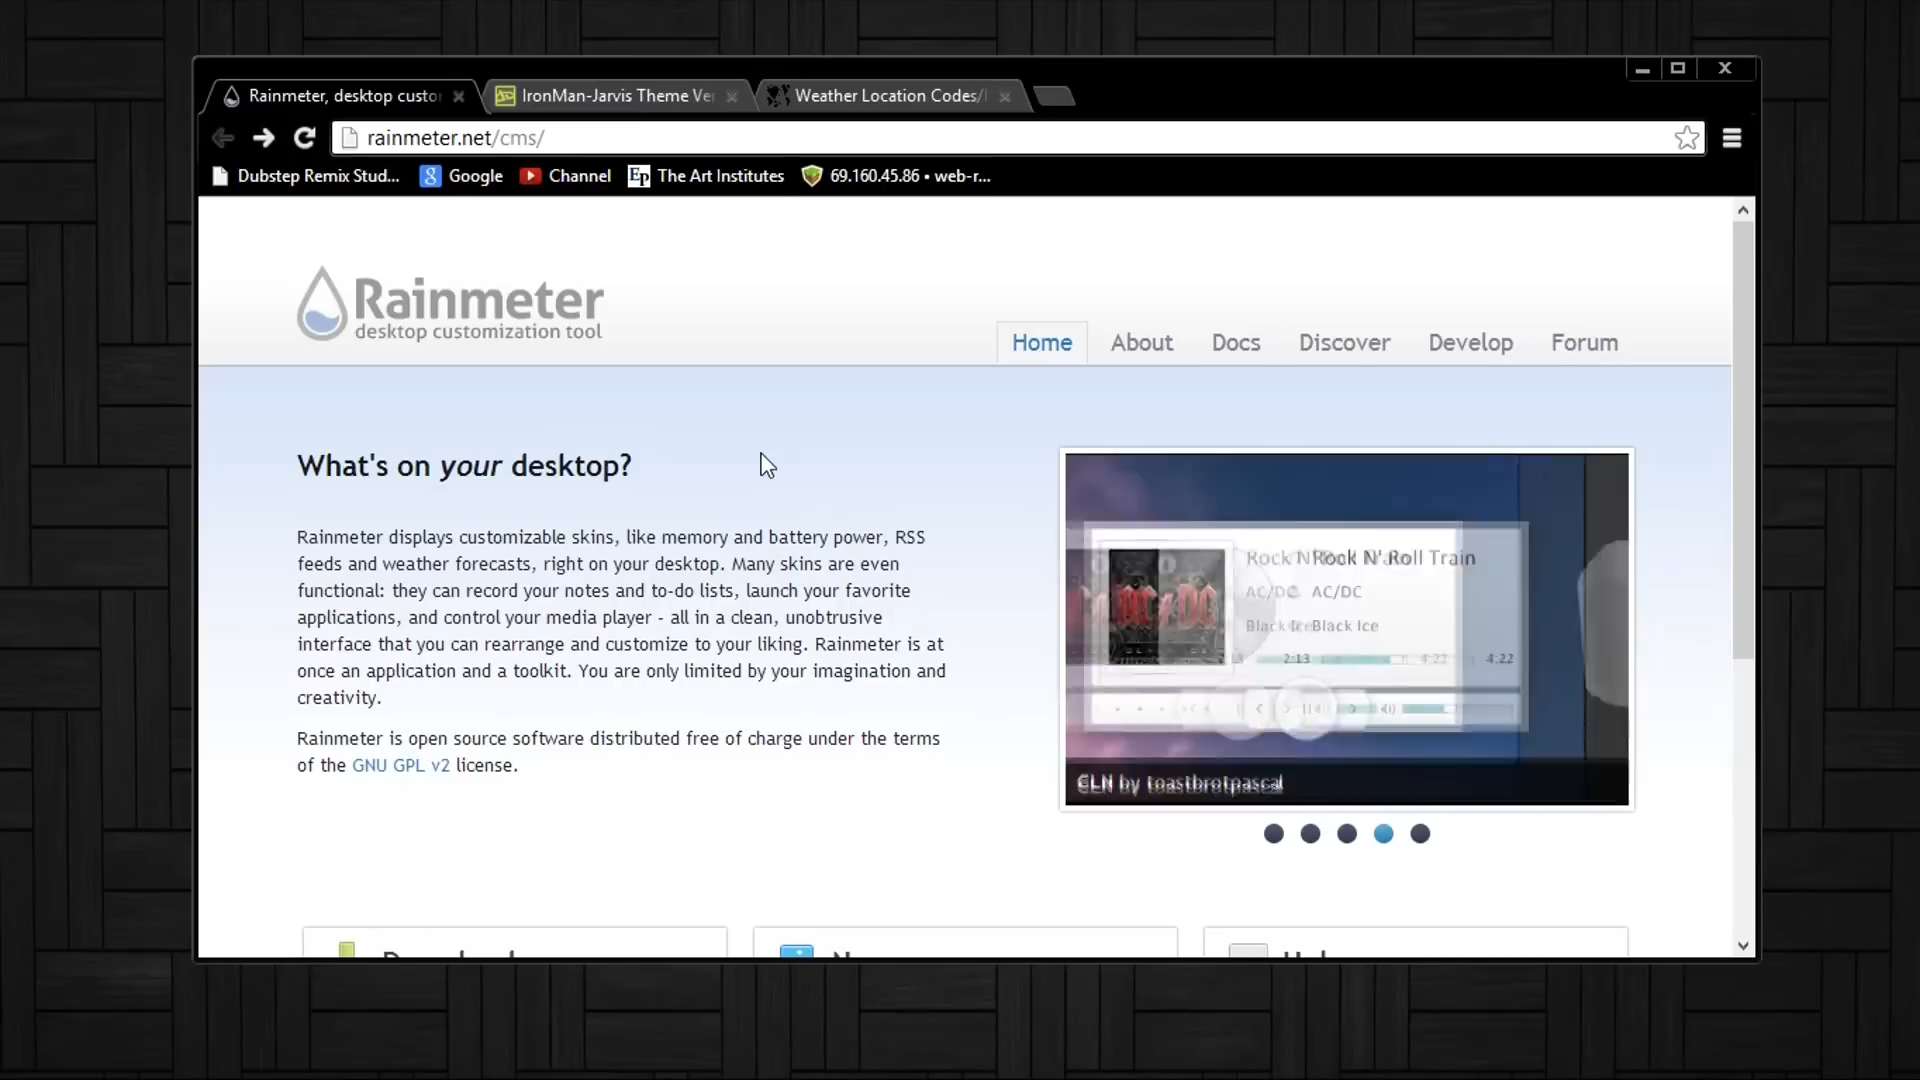 Rainmeter, desktop custo
IronMan-Jarvis Theme Ver
Weather Location Codes/
rainmeter.net/cms/
Dubstep Remix Stud...
Google
Channel
Ep The Art Institutes
69.160.45.86 • web-r...
Rainmeter
desktop customization tool
Home
About
Docs
Discover
Develop
Forum
What's on your desktop?
Rainmeter displays customizable skins, like memory and battery power, RSS
feeds and weather forecasts, right on your desktop. Many skins are even
functional: they can record your notes and to-do lists, launch your favorite
applications, and control your media player - all in a clean, unobtrusive
interface that you can rearrange and customize to your liking. Rainmeter is at
once an application and a toolkit. You are only limited by your imagination and
creativity.
Rainmeter is open source software distributed free of charge under the terms
of the GNU GPL v2 license.
Rock N' Roll Train
AC/DC
Black Ice
2:13
4:22
by toastbrotpascal